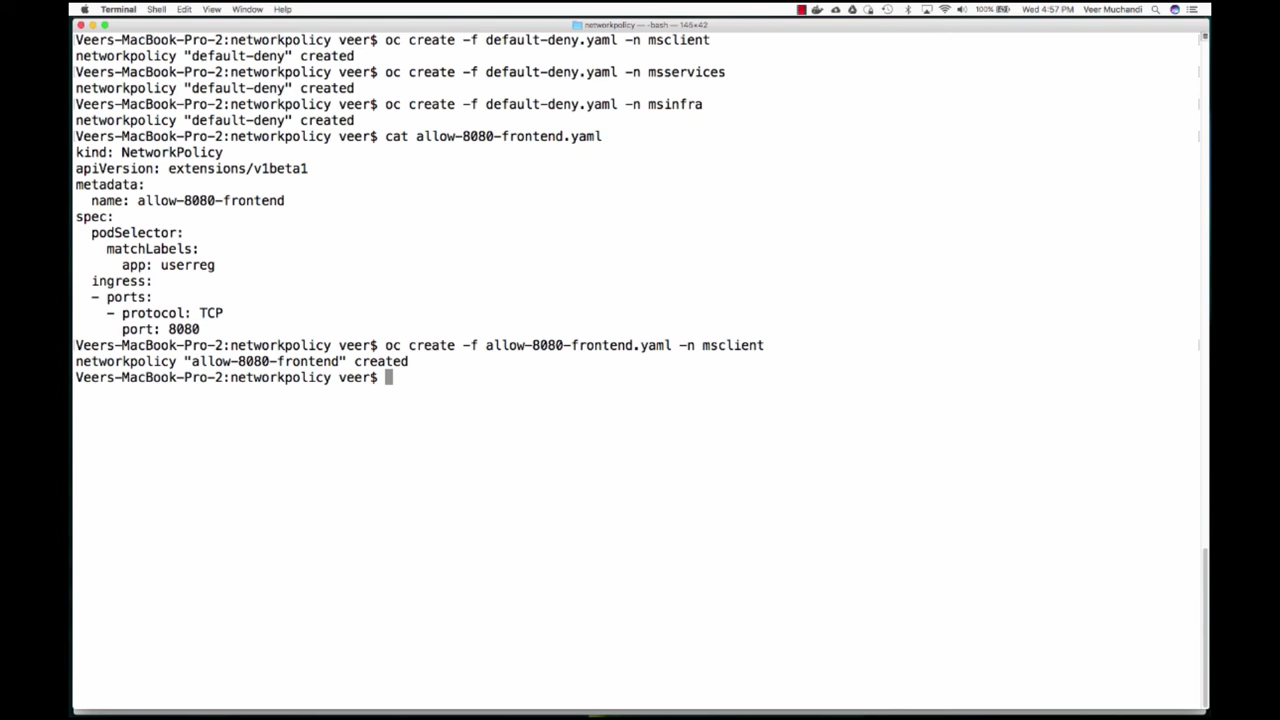 Terminal Shell Edit View Window Help 100% Wed 4:57 PM Veer Muchandi
networkpolicy — -bash — 146×42
Veers-MacBook-Pro-2:networkpolicy veer$ oc create -f default-deny.yaml -n msclient
networkpolicy "default-deny" created
Veers-MacBook-Pro-2:networkpolicy veer$ oc create -f default-deny.yaml -n msservices
networkpolicy "default-deny" created
Veers-MacBook-Pro-2:networkpolicy veer$ oc create -f default-deny.yaml -n msinfra
networkpolicy "default-deny" created
Veers-MacBook-Pro-2:networkpolicy veer$ cat allow-8080-frontend.yaml
kind: NetworkPolicy
apiVersion: extensions/v1beta1
metadata:
  name: allow-8080-frontend
spec:
  podSelector:
    matchLabels:
      app: userreg
  ingress:
  - ports:
    - protocol: TCP
      port: 8080
Veers-MacBook-Pro-2:networkpolicy veer$ oc create -f allow-8080-frontend.yaml -n msclient
networkpolicy "allow-8080-frontend" created
Veers-MacBook-Pro-2:networkpolicy veer$